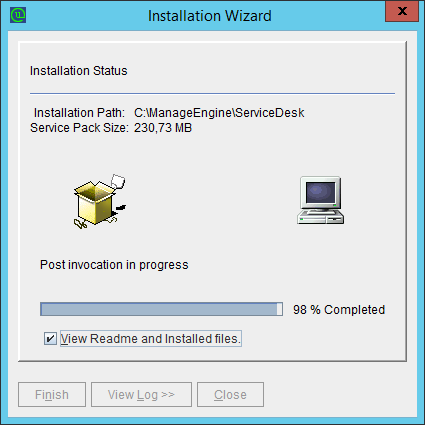 Installation Wizard
x
Installation Status
Installation Path: C:\ManageEngine\ServiceDesk
Service Pack Size: 230,73 MB
Post invocation in progress
98 % Completed
View Readme and Installed files.
Finish
View Log >>
Close